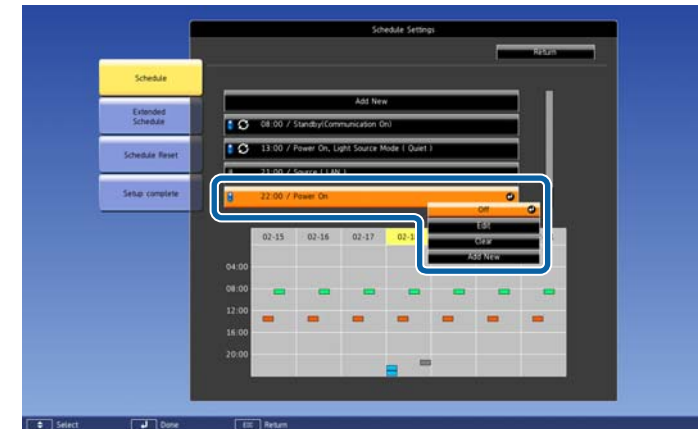 Schedule Settings
Return
Schedule
Extended
Schedule
Schedule Reset
Setup complete
Add New
08:00 / Standby(Communication On)
13:00 / Power On, Light Source Mode ( Quiet )
21:00 / Source ( LAN )
22:00 / Power On
Off
Edit
Clear
Add New
02-15 02-16 02-17
04:00
08:00
12:00
16:00
20:00
Select Done Esc Return